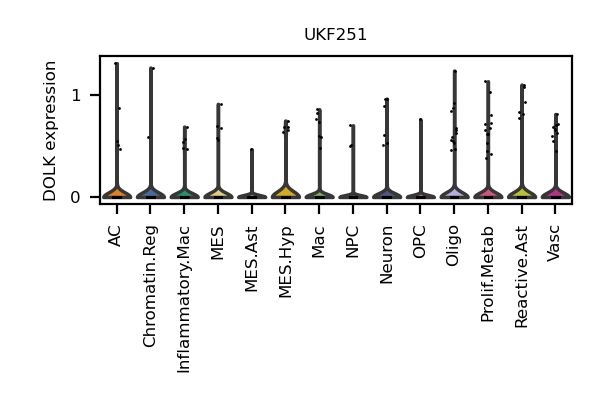 UKF251
DOLK expression
1
0
AC
Chromatin.Reg
Inflammatory.Mac
MES
MES.Ast
MES.Hyp
Mac
NPC
Neuron
OPC
Oligo
Prolif.Metab
Reactive.Ast
Vasc